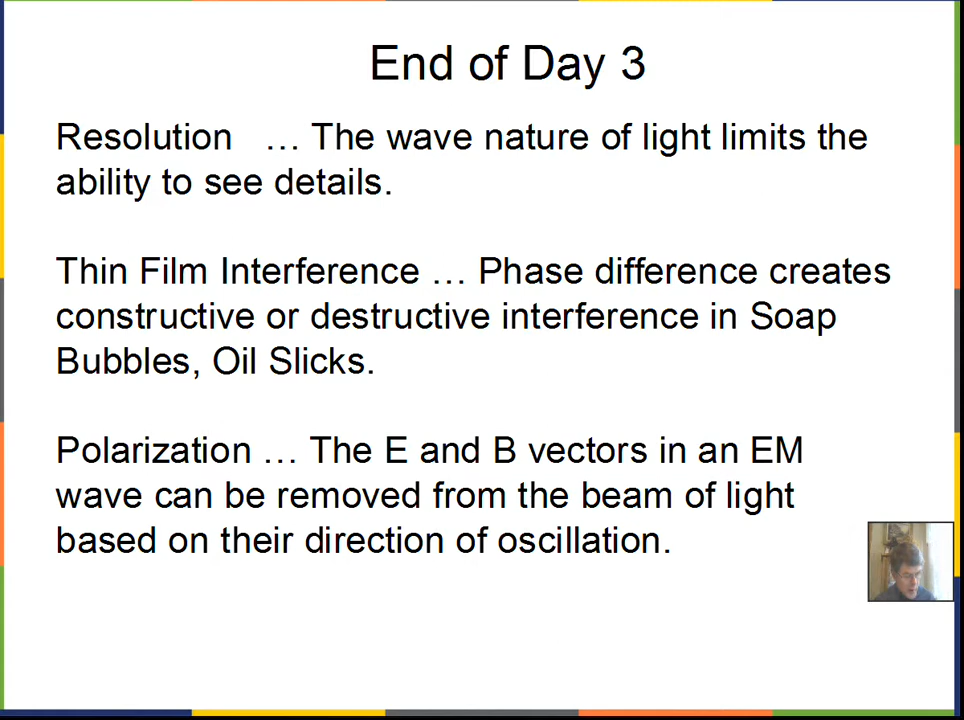 End of Day 3
Resolution … The wave nature of light limits the
ability to see details.
Thin Film Interference … Phase difference creates
constructive or destructive interference in Soap
Bubbles, Oil Slicks.
Polarization … The E and B vectors in an EM
wave can be removed from the beam of light
based on their direction of oscillation.